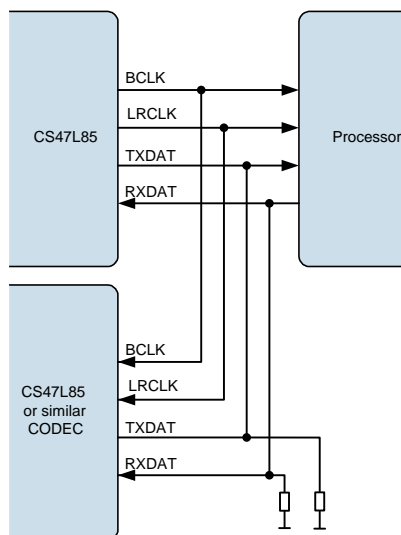 CS47L85
BCLK
LRCLK
TXDAT
RXDAT
Processor
CS47L85
or similar
CODEC
BCLK
LRCLK
TXDAT
RXDAT